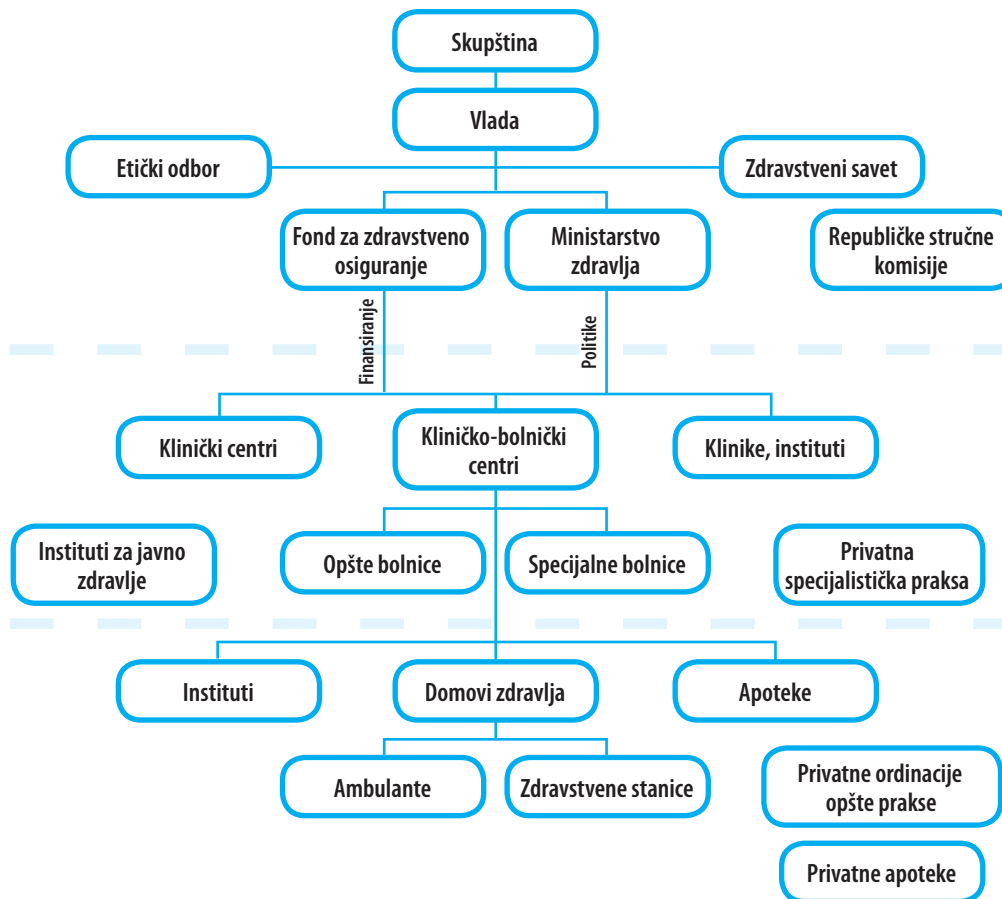 Skupština
Vlada
Etički odbor
Zdravstveni savet
Fond za zdravstveno
osiguranje
Ministarstvo
zdravlja
Republičke stručne
komisije
Finansiranje
Politike
Klinički centri
Kliničko-bolnički
centri
Klinike, instituti
Instituti za javno
zdravlje
Opšte bolnice
Specijalne bolnice
Privatna
specijalistička praksa
Instituti
Domovi zdravlja
Apoteke
Ambulante
Zdravstvene stanice
Privatne ordinacije
opšte prakse
Privatne apoteke